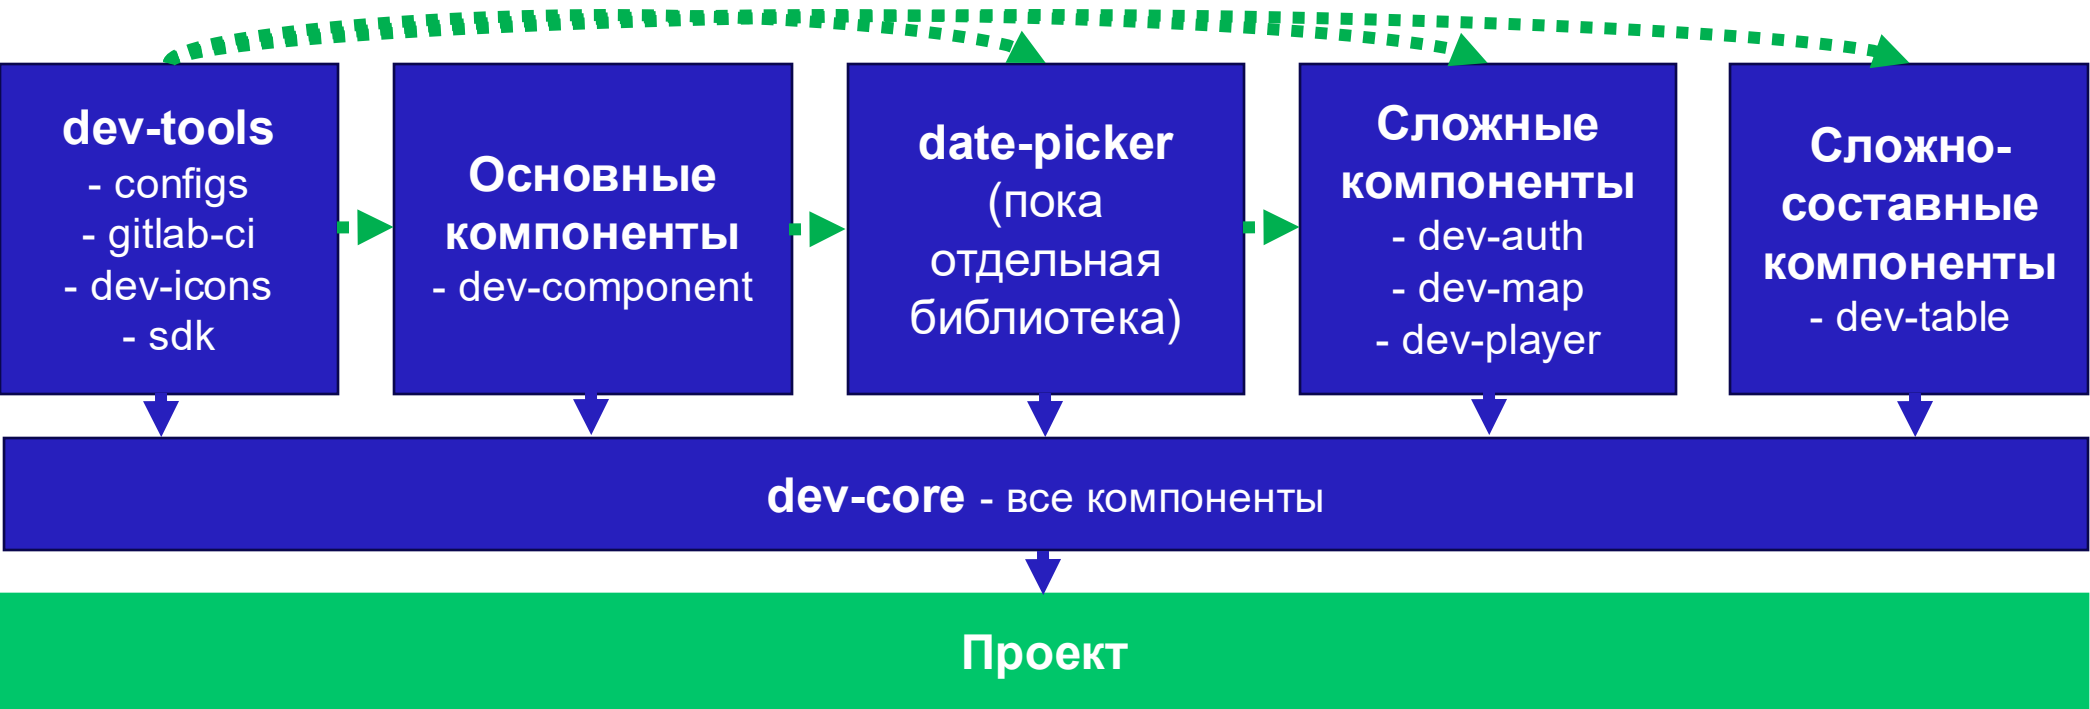 dev-tools
- configs
- gitlab-ci
- dev-icons
- sdk
Основные
компоненты
- dev-component
date-picker
(пока
отдельная
библиотека)
Сложные
компоненты
- dev-auth
- dev-map
- dev-player
Сложно-
составные
компоненты
- dev-table
dev-core - все компоненты
Проект